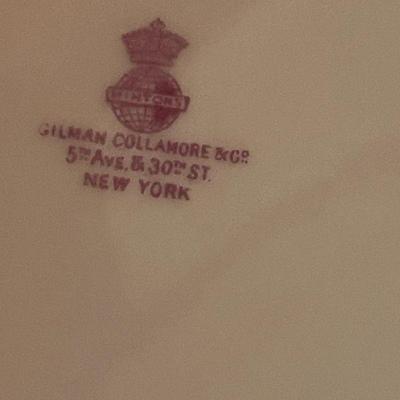 MINTONS
GILMAN COLLAMORE & Co.
5TH AVE. & 30TH ST.
NEW YORK